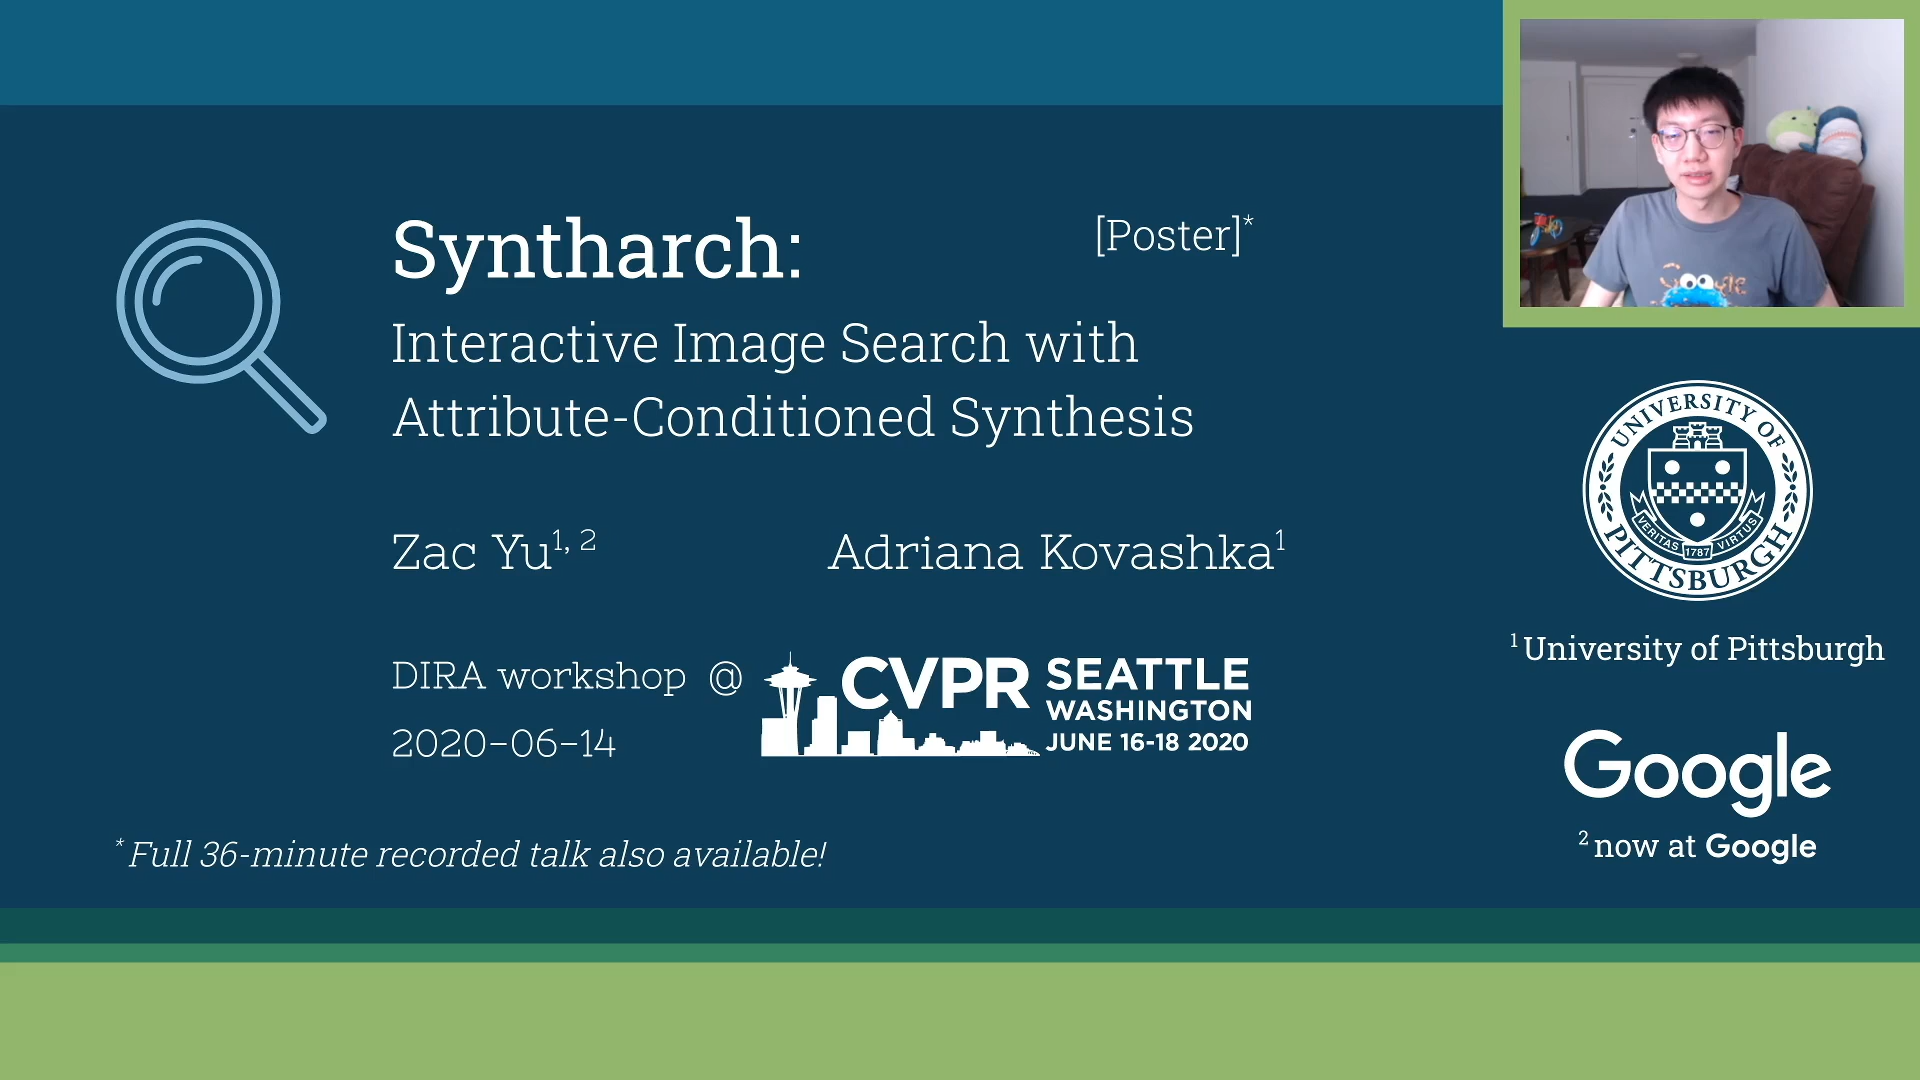 Syntharch:
[Poster]*
Interactive Image Search with
Attribute-Conditioned Synthesis
Zac Yu1, 2
Adriana Kovashka1
DIRA workshop @
2020-06-14
CVPR
SEATTLE
WASHINGTON
JUNE 16-18 2020
* Full 36-minute recorded talk also available!
Google
UNIVERSITY OF
PITTSBURGH
VERITAS 1787 VIRTUS
1 University of Pittsburgh
Google
2 now at Google